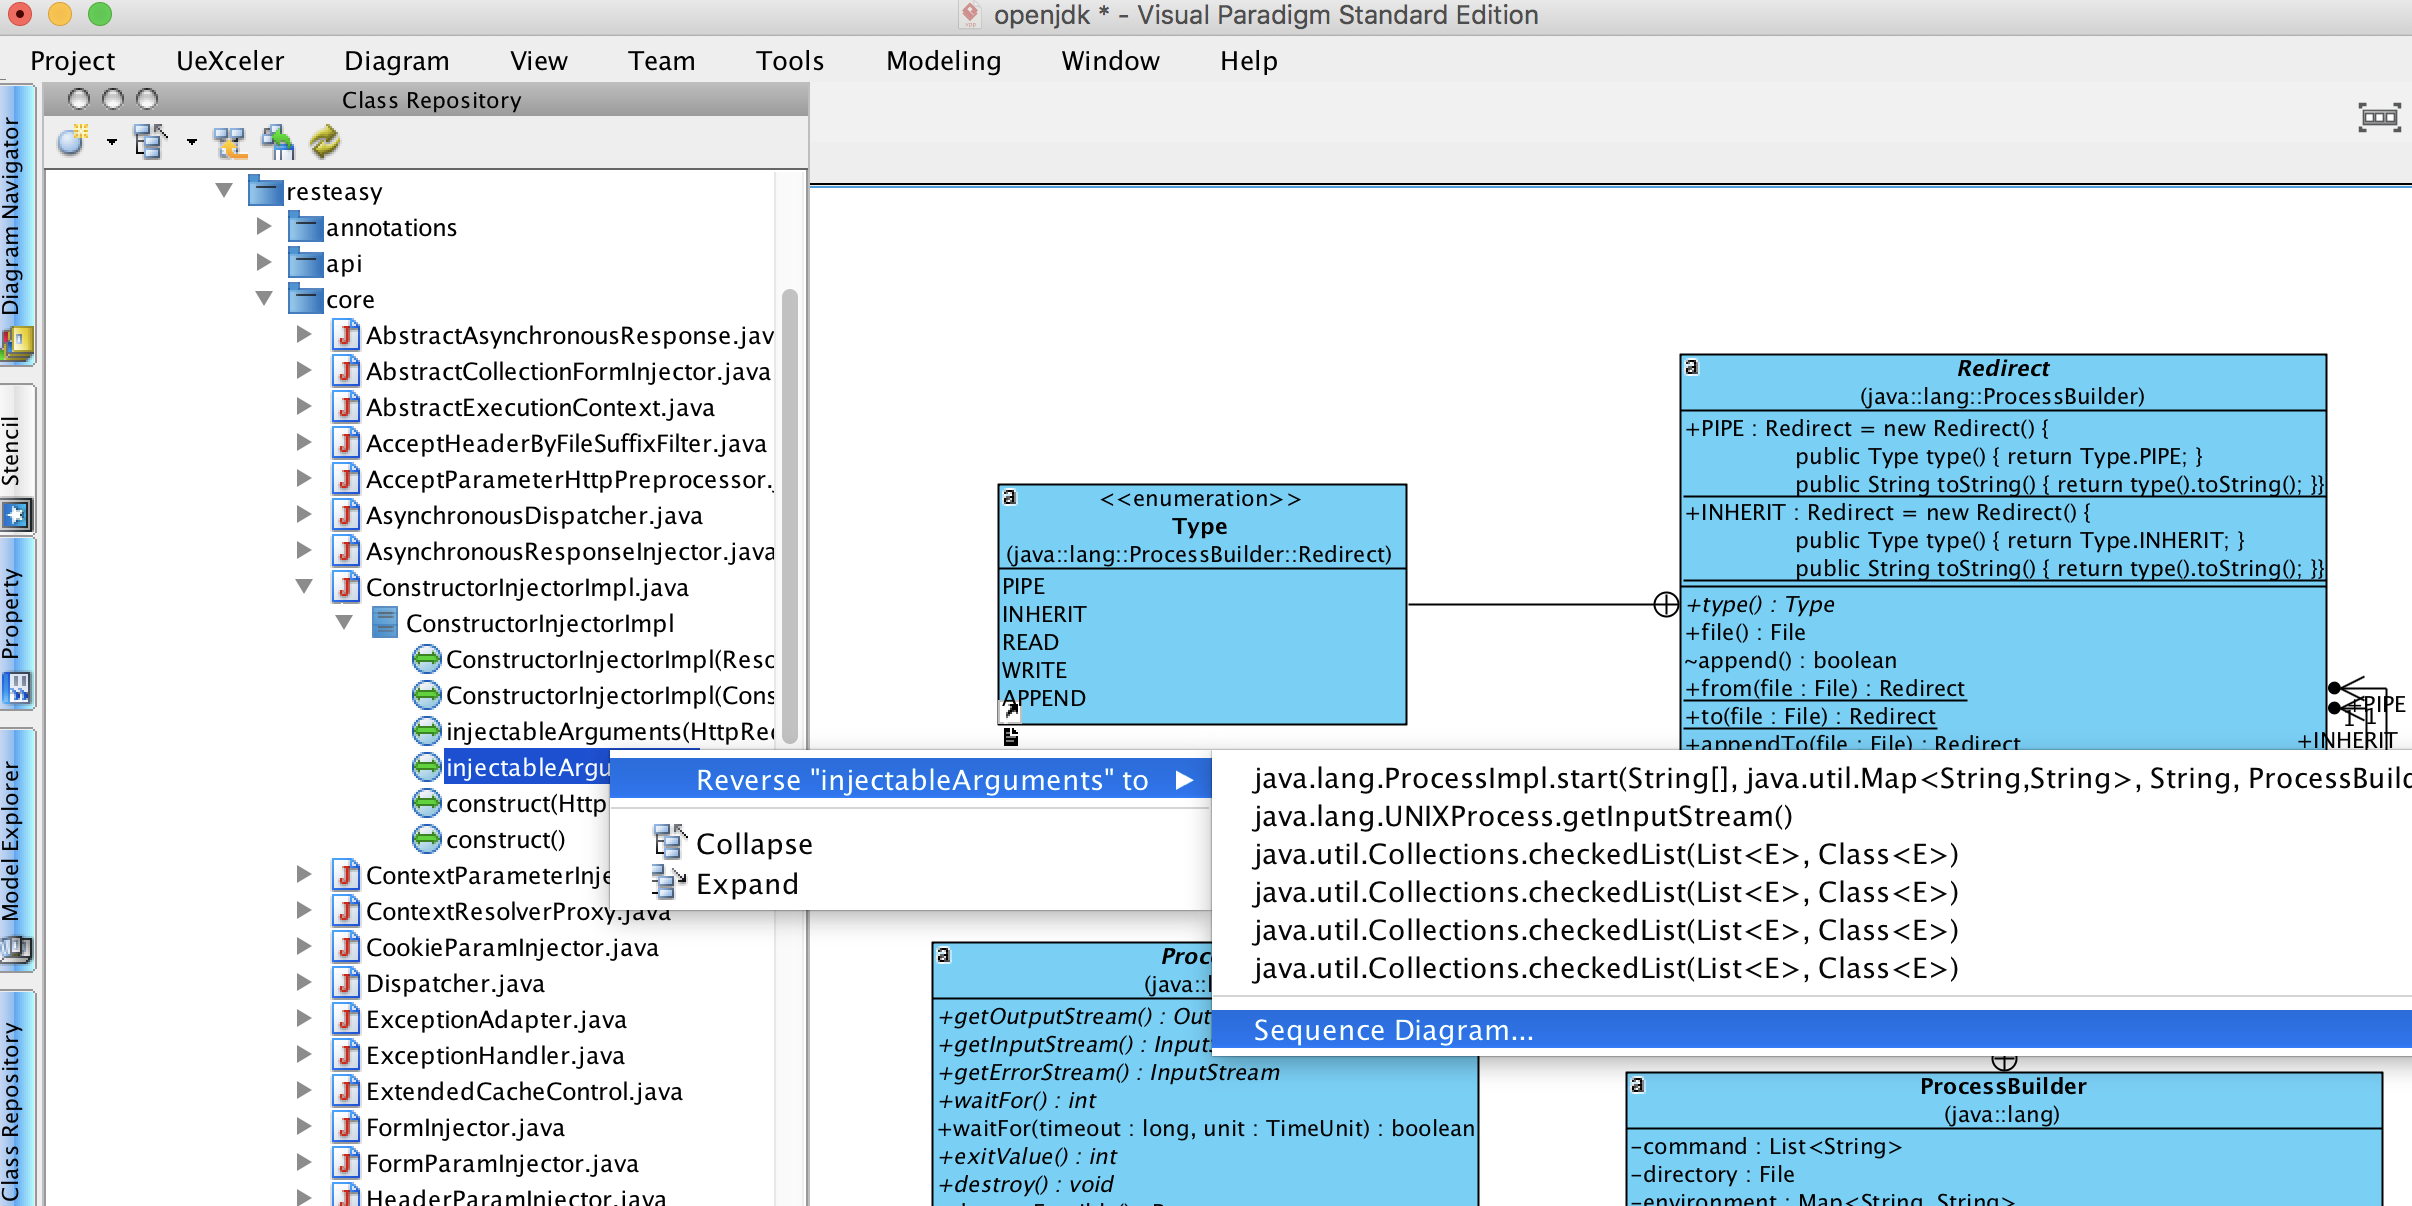 openjdk * - Visual Paradigm Standard Edition
Project UeXceler Diagram View Team Tools Modeling Window Help
Class Repository
Diagram Navigator
Stencil
Property
Model Explorer
Class Repository
resteasy
annotations
api
core
AbstractAsynchronousResponse.jav
AbstractCollectionFormInjector.java
AbstractExecutionContext.java
AcceptHeaderByFileSuffixFilter.java
AcceptParameterHttpPreprocessor.
AsynchronousDispatcher.java
AsynchronousResponseInjector.java
ConstructorInjectorImpl.java
ConstructorInjectorImpl
ConstructorInjectorImpl(Reso
ConstructorInjectorImpl(Cons
injectableArguments(HttpRe
injectableArgu
construct(Http
construct()
ContextParameterInje
ContextResolverProxy.java
CookieParamInjector.java
Dispatcher.java
ExceptionAdapter.java
ExceptionHandler.java
ExtendedCacheControl.java
FormInjector.java
FormParamInjector.java
HeaderParamInjector.java
Reverse "injectableArguments" to
Collapse
Expand
java.lang.ProcessImpl.start(String[], java.util.Map<String,String>, String, ProcessBuild
java.lang.UNIXProcess.getInputStream()
java.util.Collections.checkedList(List<E>, Class<E>)
java.util.Collections.checkedList(List<E>, Class<E>)
java.util.Collections.checkedList(List<E>, Class<E>)
java.util.Collections.checkedList(List<E>, Class<E>)
Sequence Diagram...
<<enumeration>>
Type
(java::lang::ProcessBuilder::Redirect)
PIPE
INHERIT
READ
WRITE
APPEND
Redirect
(java::lang::ProcessBuilder)
+PIPE : Redirect = new Redirect() {
public Type type() { return Type.PIPE; }
public String toString() { return type().toString(); }}
+INHERIT : Redirect = new Redirect() {
public Type type() { return Type.INHERIT; }
public String toString() { return type().toString(); }}
+type() : Type
+file() : File
~append() : boolean
+from(file : File) : Redirect
+to(file : File) : Redirect
+appendTo(file : File) : Redirect
+PIPE
1
1
+INHERIT
Proc
(java::l
+getOutputStream() : Out
+getInputStream() : Input
+getErrorStream() : InputStream
+waitFor() : int
+waitFor(timeout : long, unit : TimeUnit) : boolean
+exitValue() : int
+destroy() : void
ProcessBuilder
(java::lang)
-command : List<String>
-directory : File
-environment : Map<String, String>